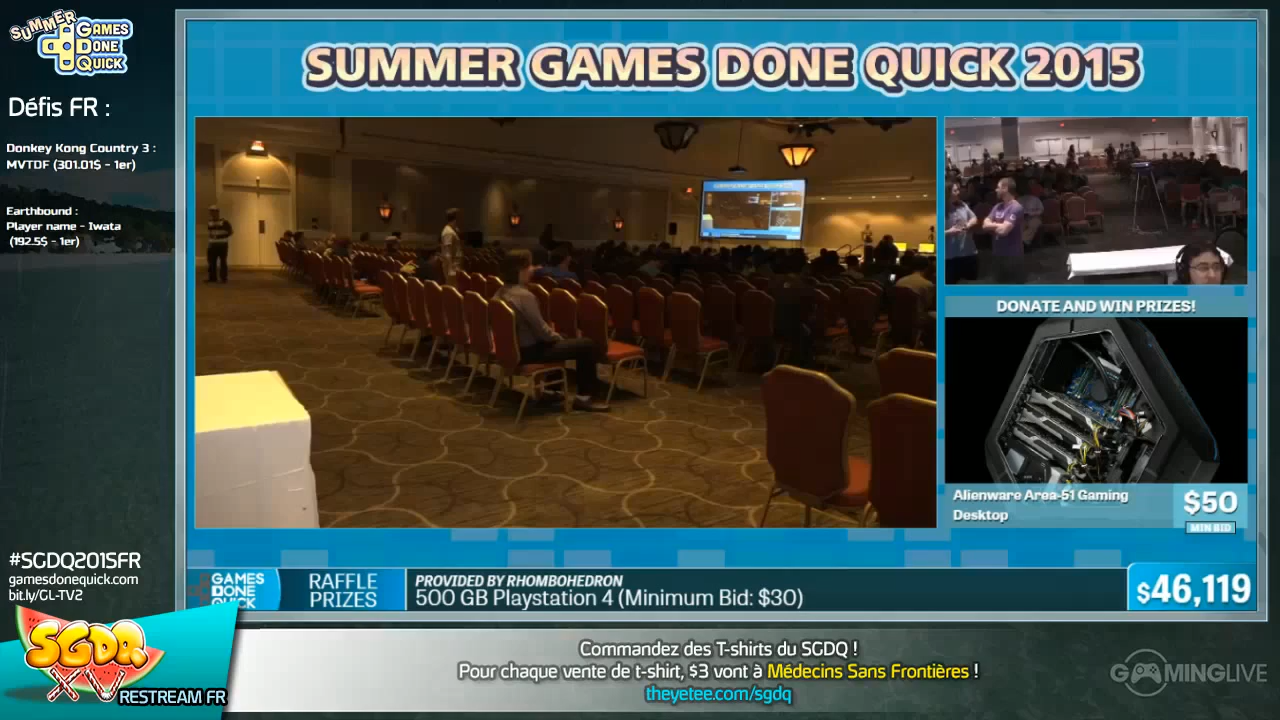 SUMMER
GAMES
DONE
QUICK
Défis FR :
Donkey Kong Country 3 :
MVTDF (301.01$ - 1er)
Earthbound :
Player name - Iwata
(192.5$ - 1er)
#SGDQ2015FR
gamesdonequick.com
bit.ly/GL-TV2
SUMMER GAMES DONE QUICK 2015
DONATE AND WIN PRIZES!
Alienware Area-51 Gaming
Desktop
$50
MIN BID
GAMES
DONE
QUICK
RAFFLE
PRIZES
PROVIDED BY RHOMBOHEDRON
500 GB Playstation 4 (Minimum Bid: $30)
$46,119
SGDQ
XV
RESTREAM FR
Commandez des T-shirts du SGDQ !
Pour chaque vente de t-shirt, $3 vont à Médecins Sans Frontières !
theyetee.com/sgdq
GAMINGLIVE